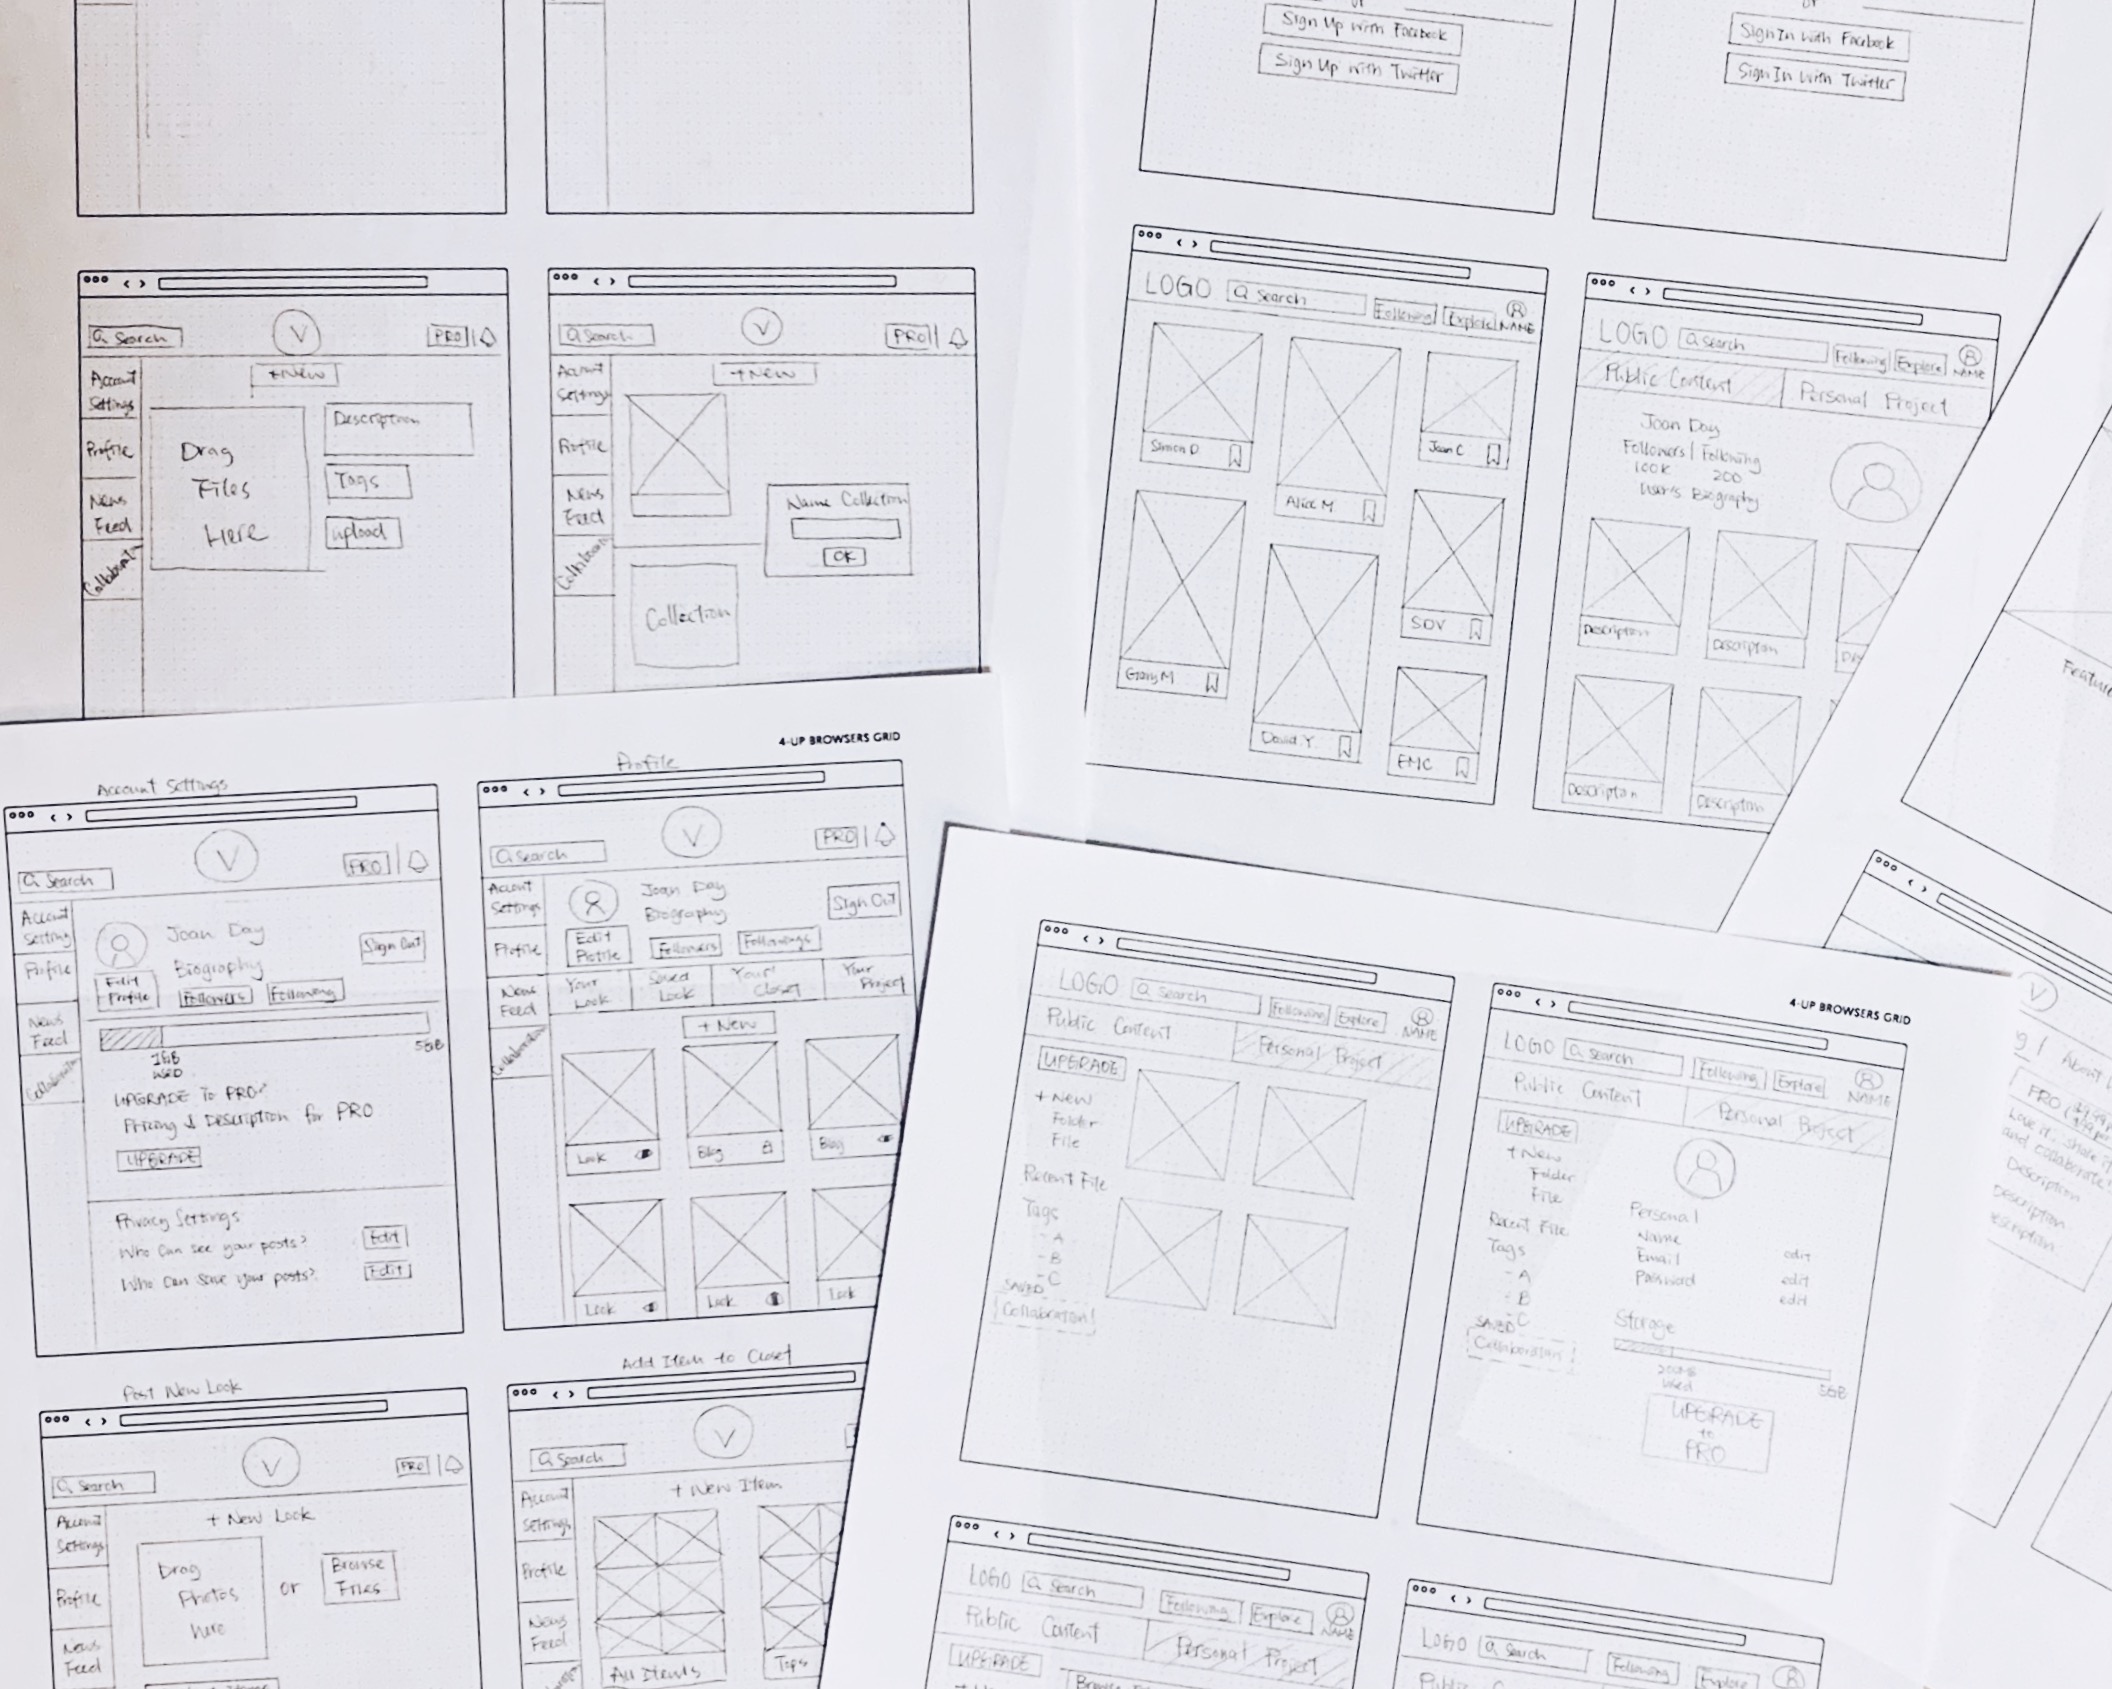 Sign Up with Facebook
Sign Up with Twitter
Sign In with Facebook
Sign In with Twitter
Search
V
PRO
+New
Account
Settings
Profile
News
Feed
Drag
Files
Here
Description
Tags
upload
Search
V
PRO
+New
Account
Settings
Profile
News
Feed
Name Collection
OK
Collection
LOGO
Search
Following
Explore
NAME
Simon D.
Alice M
Joan C
Gary M
David Y.
SDV
EMC
LOGO
Search
Following
Explore
NAME
Public Content
Personal Project
Joan Day
Followers | Following
100K 200
User's Biography
Description
Description
Description
Description
4-UP BROWSERS GRID
Account Settings
Search
V
PRO
Account
Setting
Profile
News
Feed
Joan Day
Biography
Sign Out
Edit
Profile
Followers
Following
1GB
USED
5GB
UPGRADE To PRO
Pricing & Description for PRO
UPGRADE
Privacy Settings
Who can see your posts?
Edit
Who can save your posts?
Edit
Profile
Search
V
PRO
Account
Settings
Profile
News
Feed
Joan Day
Biography
Sign Out
Edit
Profile
Followers
Followings
Your
Look
Saved
Look
Your
Closet
Your
Project
+ New
Look
Blog
Blog
Look
Look
Look
Post New Look
Search
V
PRO
Account
Settings
Profile
News
Feed
+ New Look
Drag
Photos
here
or
Browse
Files
Add Item to Closet
Search
V
Account
Settings
Profile
News
Feed
+ New Item
All Items
Tops
4-UP BROWSERS GRID
LOGO
Search
Following
Explore
NAME
Public Content
Personal Project
UPGRADE
+ New
Folder
File
Recent File
Tags
- A
- B
- C
SAVED
Collaboration
LOGO
Search
Following
Explore
NAME
Public Content
Personal Project
UPGRADE
+ New
Folder
File
Recent File
Tags
- A
- B
- C
SAVED
Collaboration
Personal
Name
Email
edit
Password
edit
edit
Storage
200MB
used
5GB
UPGRADE
to
PRO
LOGO
Search
Following
Explore
NAME
Public Content
Personal Project
UPGRADE
LOGO
Search
Following
Explore
V
About
PRO
Love it, share it
and collaborate
Description
Description